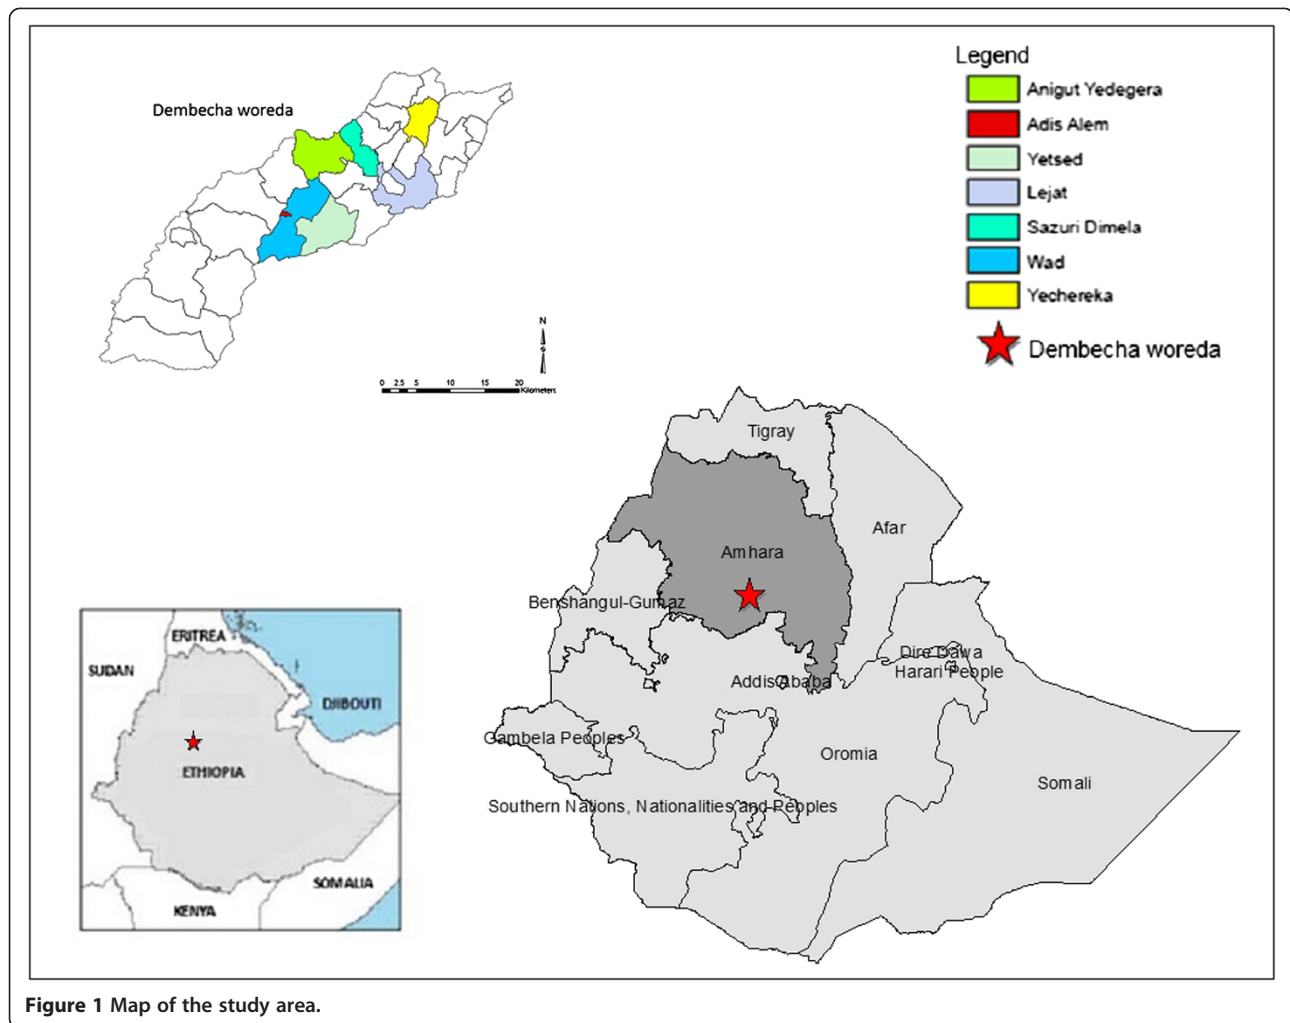 Dembecha woreda
Legend
Anigut Yedegera
Adis Alem
Yetsed
Lejat
Sazuri Dimela
Wad
Yechereka
Dembecha woreda
N
0 2.5 5 10 15 20
Kilometers
Tigray
Afar
Amhara
Benshangul-Gumaz
Dire Dawa
Harari People
Addis Ababa
Gambela Peoples
Oromia
Somali
Southern Nations, Nationalities and Peoples
ERITREA
SUDAN
DJIBOUTI
ETHIOPIA
SOMALIA
KENYA
Figure 1 Map of the study area.